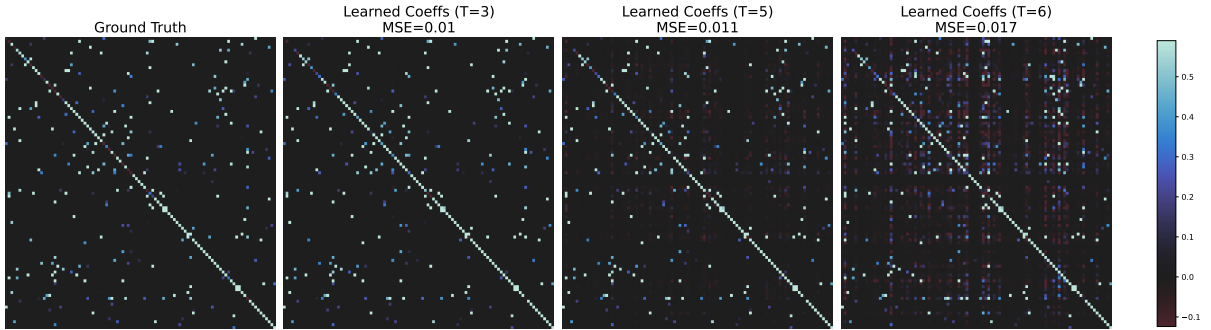 Ground Truth
Learned Coeffs (T=3)
MSE=0.01
Learned Coeffs (T=5)
MSE=0.011
Learned Coeffs (T=6)
MSE=0.017
0.5
0.4
0.3
0.2
0.1
0.0
−0.1